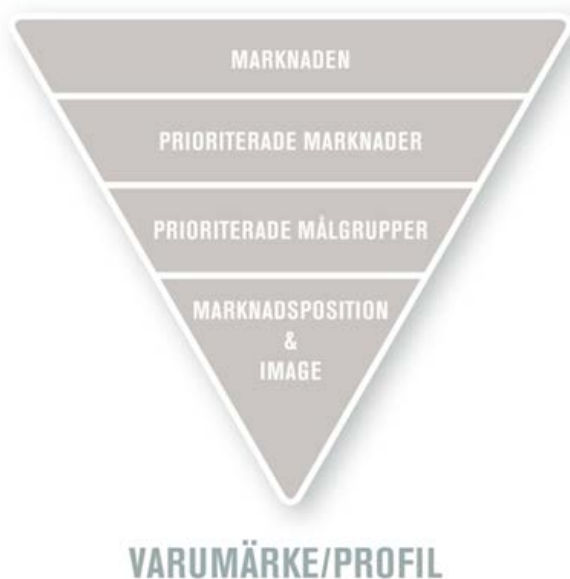 MARKNADEN
PRIORITERADE MARKNADER
PRIORITERADE MÅLGRUPPER
MARKNADSPOSITION
&
IMAGE
VARUMÄRKE/PROFIL